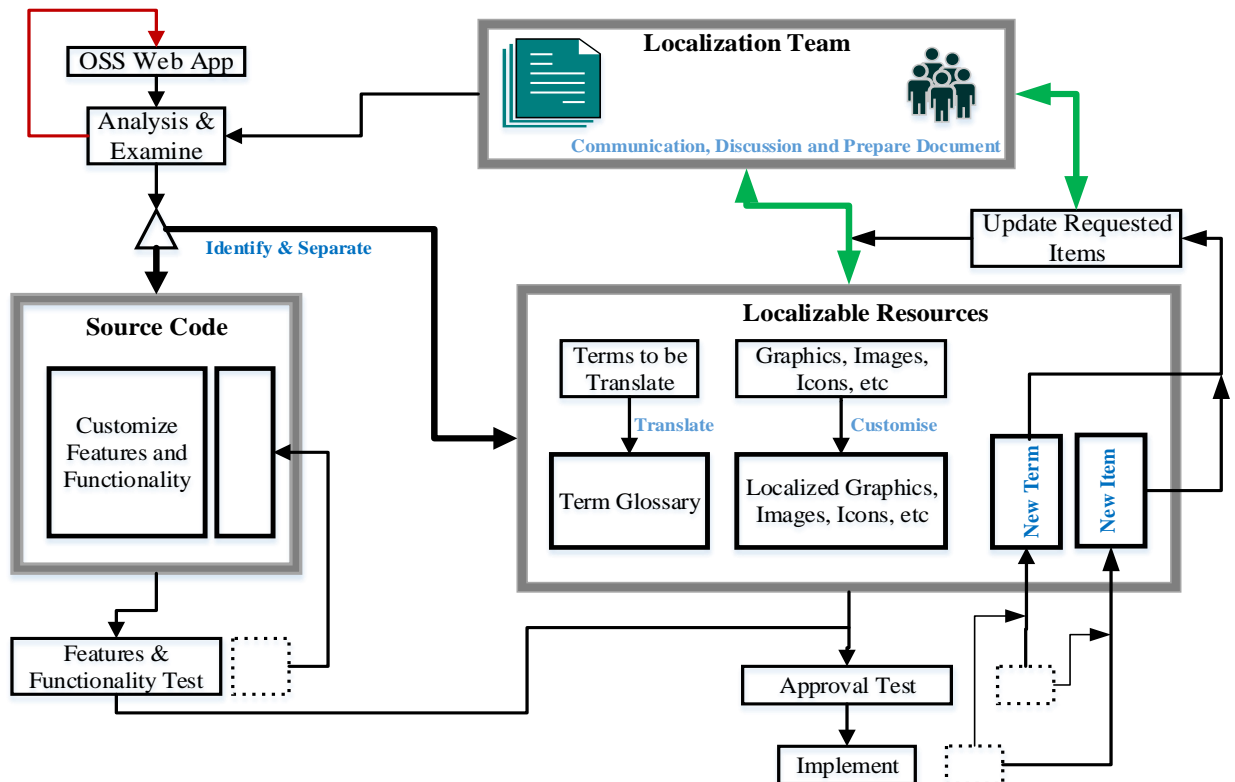 Localization Team
OSS Web App
Analysis &
Examine
Communication, Discussion and Prepare Document
Identify & Separate
Update Requested
Items
Source Code
Customize
Features and
Functionality
Localizable Resources
Terms to be
Translate
Graphics, Images,
Icons, etc
Translate
Customise
Term Glossary
Localized Graphics,
Images, Icons, etc
New Term
New Item
Features &
Functionality Test
Approval Test
Implement